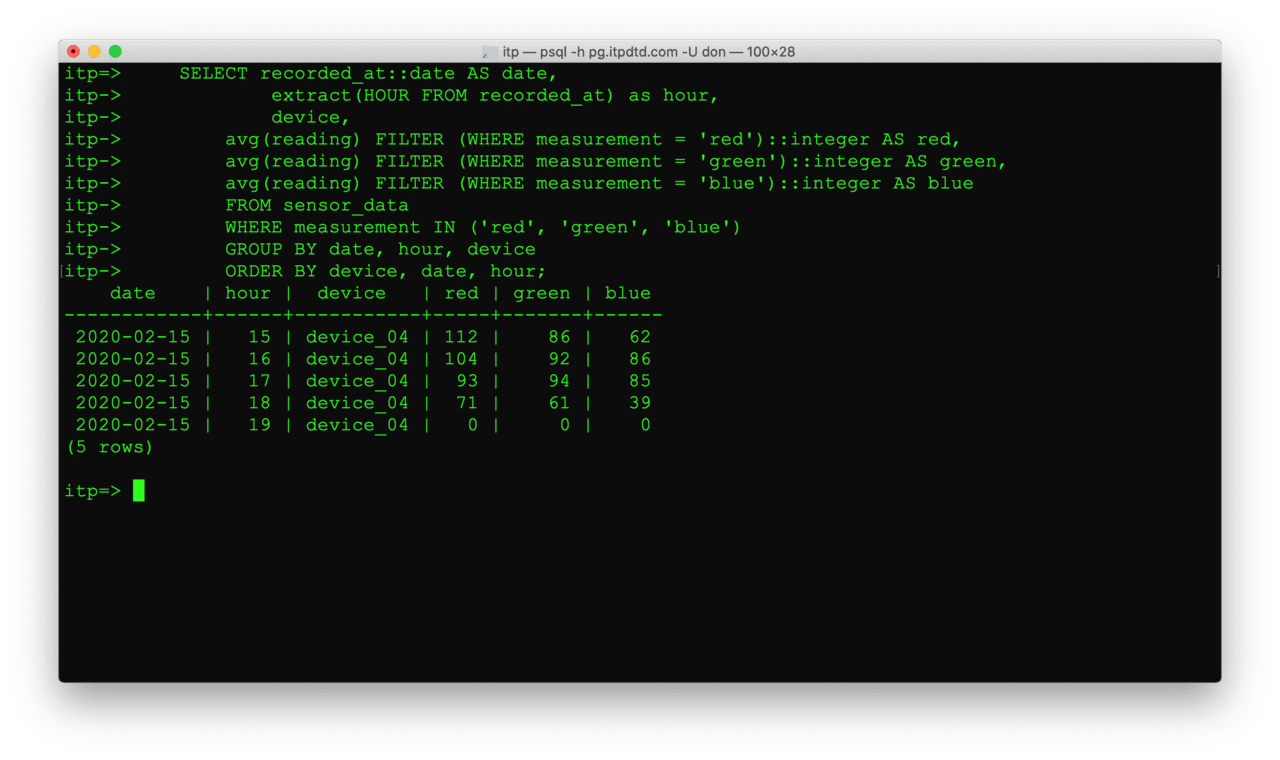 itp — psql -h pg.itpdtd.com -U don — 100×28
itp=>     SELECT recorded_at::date AS date,
itp->             extract(HOUR FROM recorded_at) as hour,
itp->             device,
itp->         avg(reading) FILTER (WHERE measurement = 'red')::integer AS red,
itp->         avg(reading) FILTER (WHERE measurement = 'green')::integer AS green,
itp->         avg(reading) FILTER (WHERE measurement = 'blue')::integer AS blue
itp->         FROM sensor_data
itp->         WHERE measurement IN ('red', 'green', 'blue')
itp->         GROUP BY date, hour, device
[itp->         ORDER BY device, date, hour; ]
    date    | hour |  device   | red | green | blue
------------+------+-----------+-----+-------+------
 2020-02-15 |   15 | device_04 | 112 |    86 |   62
 2020-02-15 |   16 | device_04 | 104 |    92 |   86
 2020-02-15 |   17 | device_04 |  93 |    94 |   85
 2020-02-15 |   18 | device_04 |  71 |    61 |   39
 2020-02-15 |   19 | device_04 |   0 |     0 |    0
(5 rows)
itp=>